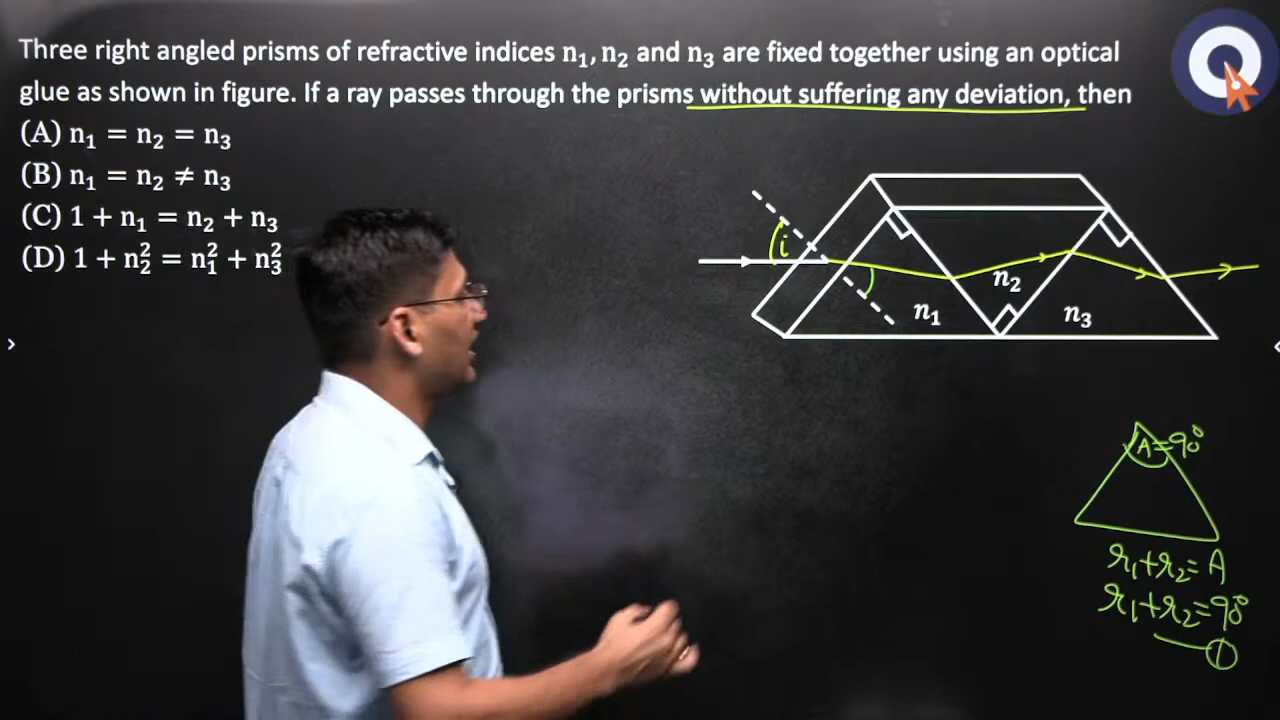 Three right angled prisms of refractive indices n₁, n₂ and n₃ are fixed together using an optical
glue as shown in figure. If a ray passes through the prisms without suffering any deviation, then
(A) n₁ = n₂ = n₃
(B) n₁ = n₂ ≠ n₃
(C) 1 + n₁ = n₂ + n₃
(D) 1 + n₂² = n₁² + n₃²
i
n₂
n₁
n₃
A=90°
r₁+r₂=A
r₁+r₂=90°
①